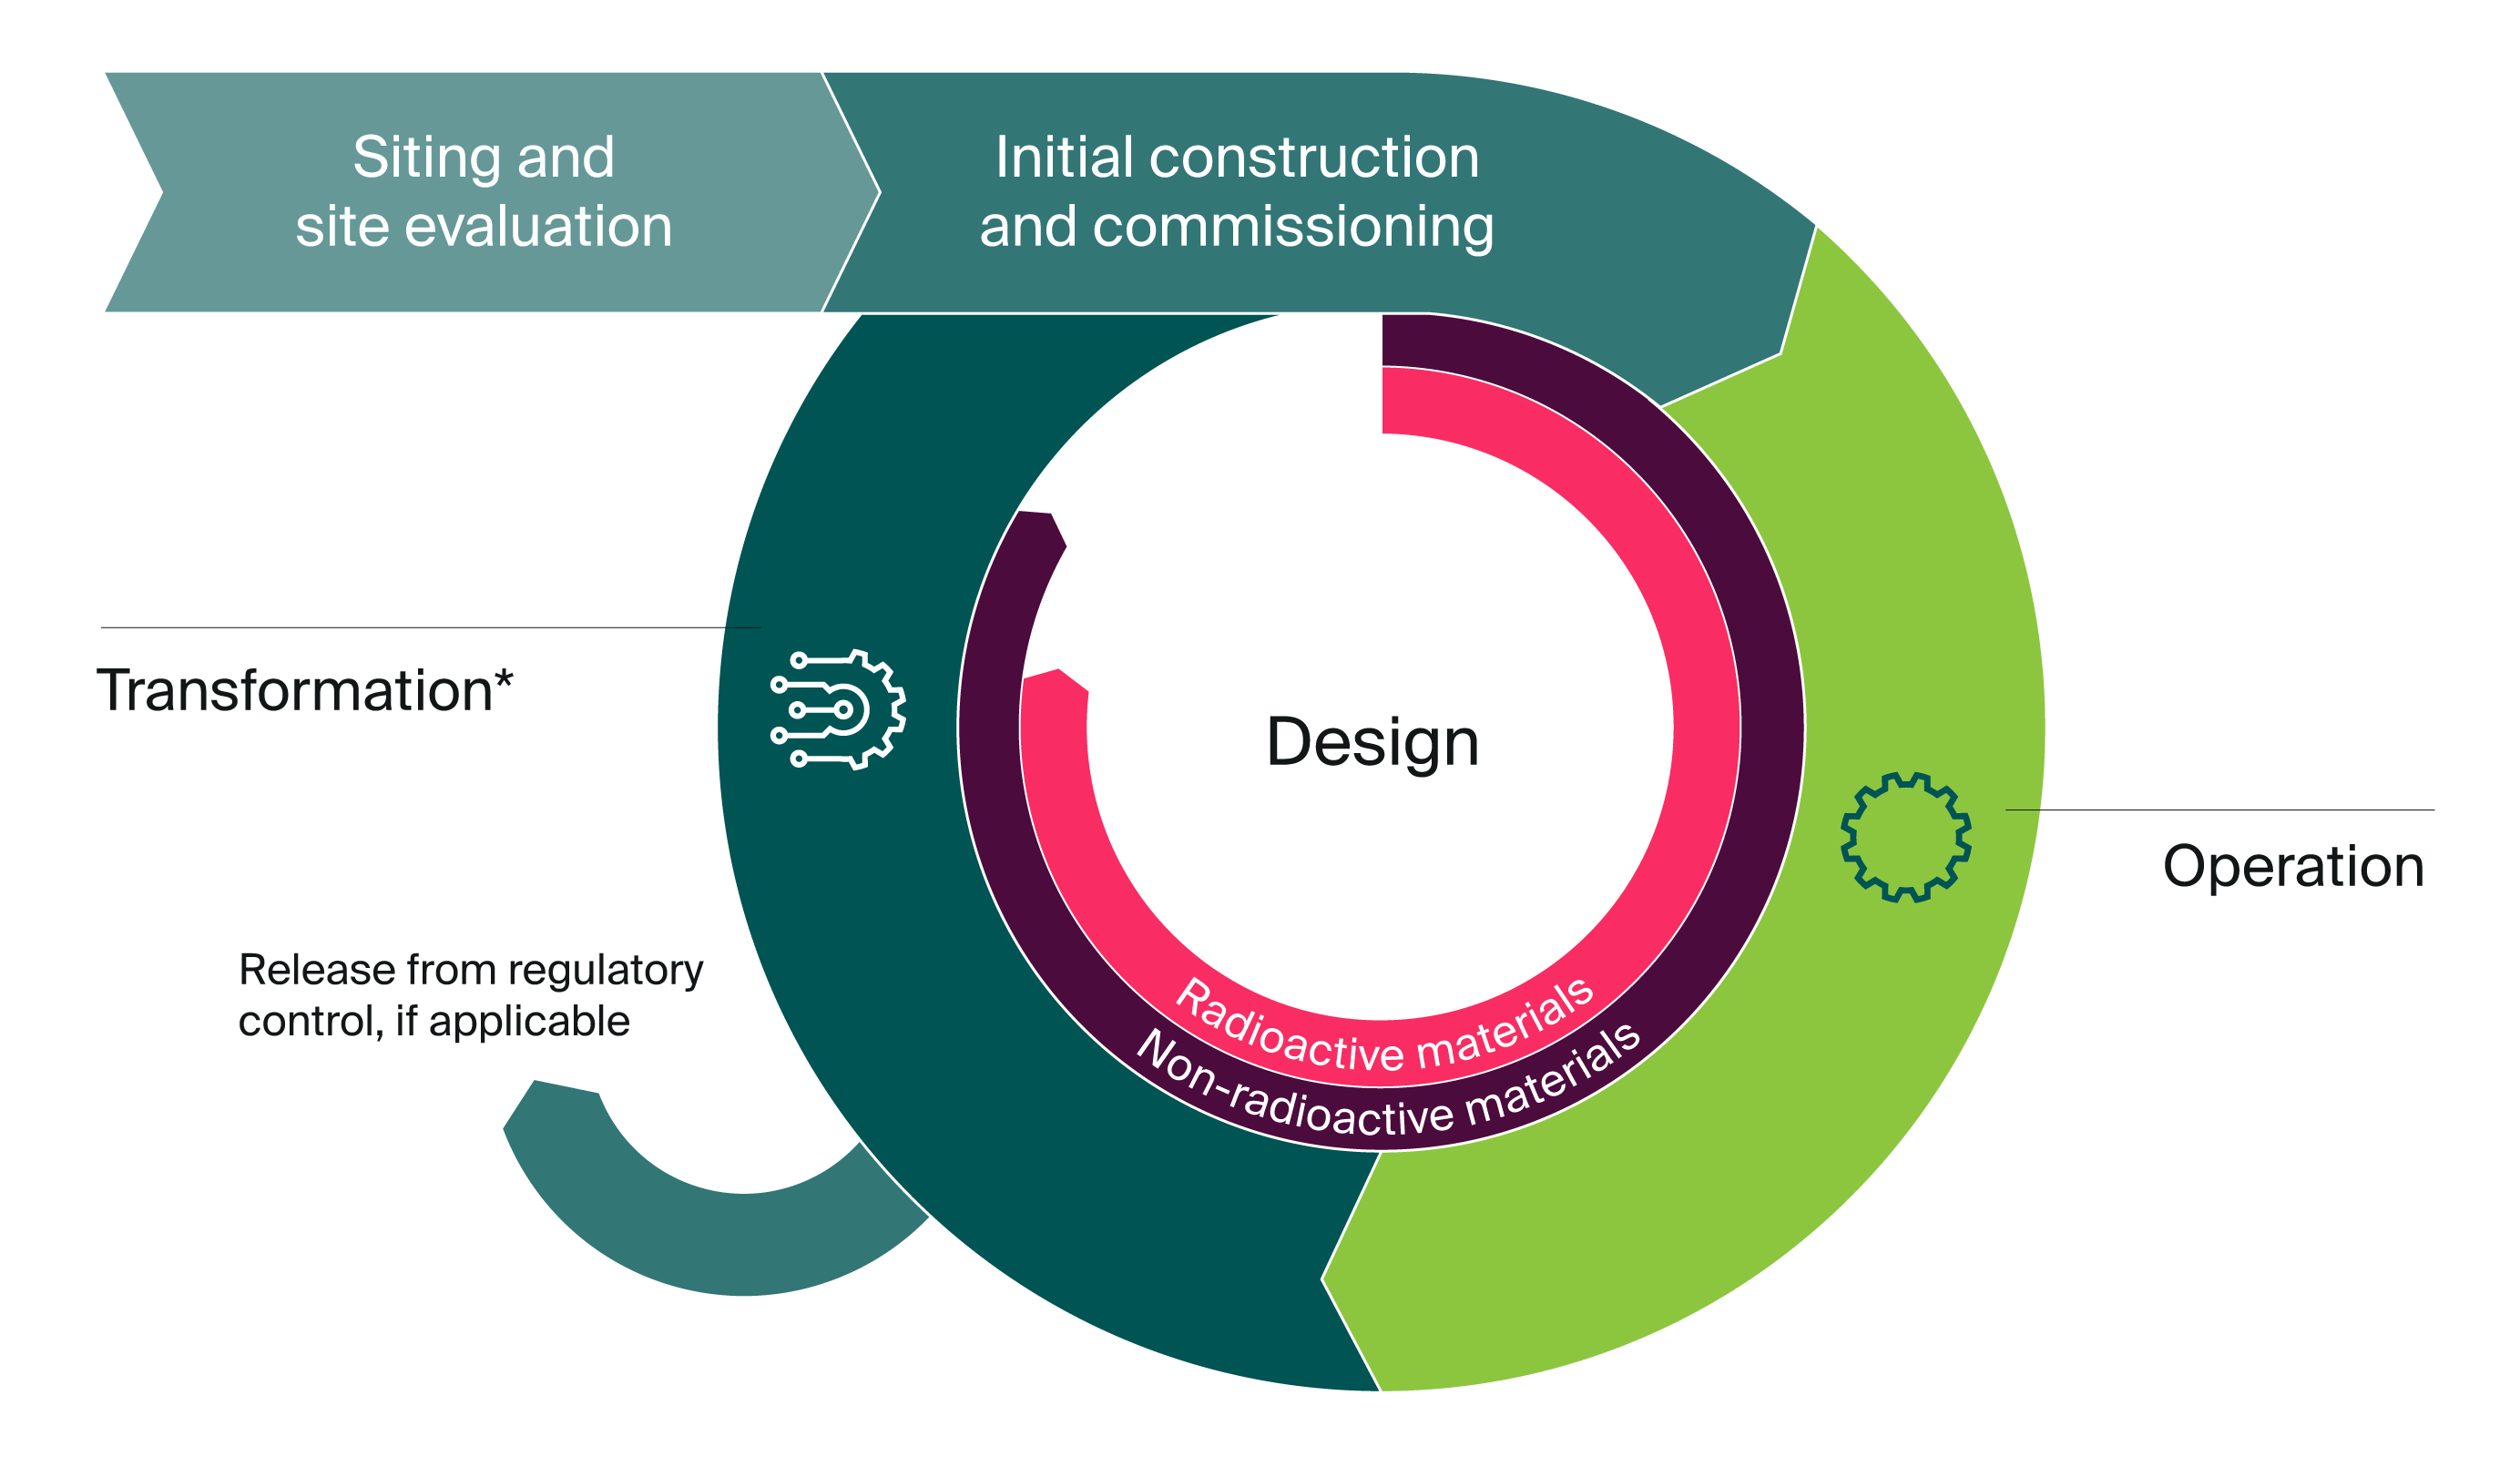 Siting and
site evaluation
Initial construction
and commissioning
Transformation*
Design
Operation
Release from regulatory
control, if applicable
Radioactive materials
Non-radioactive materials